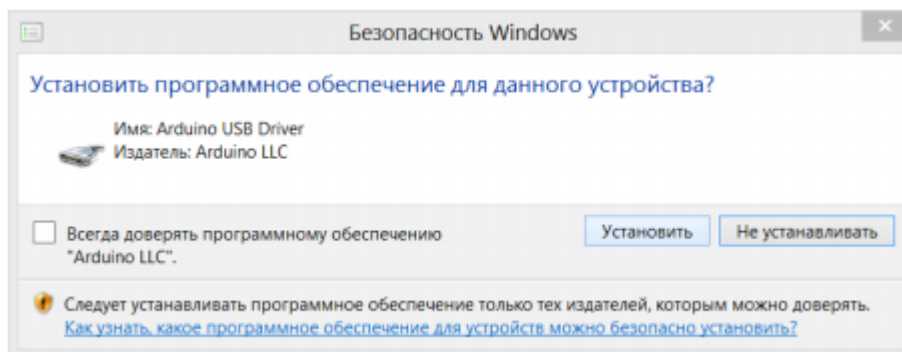 Безопасность Windows
Установить программное обеспечение для данного устройства?
Имя: Arduino USB Driver
Издатель: Arduino LLC
Всегда доверять программному обеспечению
"Arduino LLC".
Установить
Не устанавливать
Следует устанавливать программное обеспечение только тех издателей, которым можно доверять.
Как узнать, какое программное обеспечение для устройств можно безопасно установить?